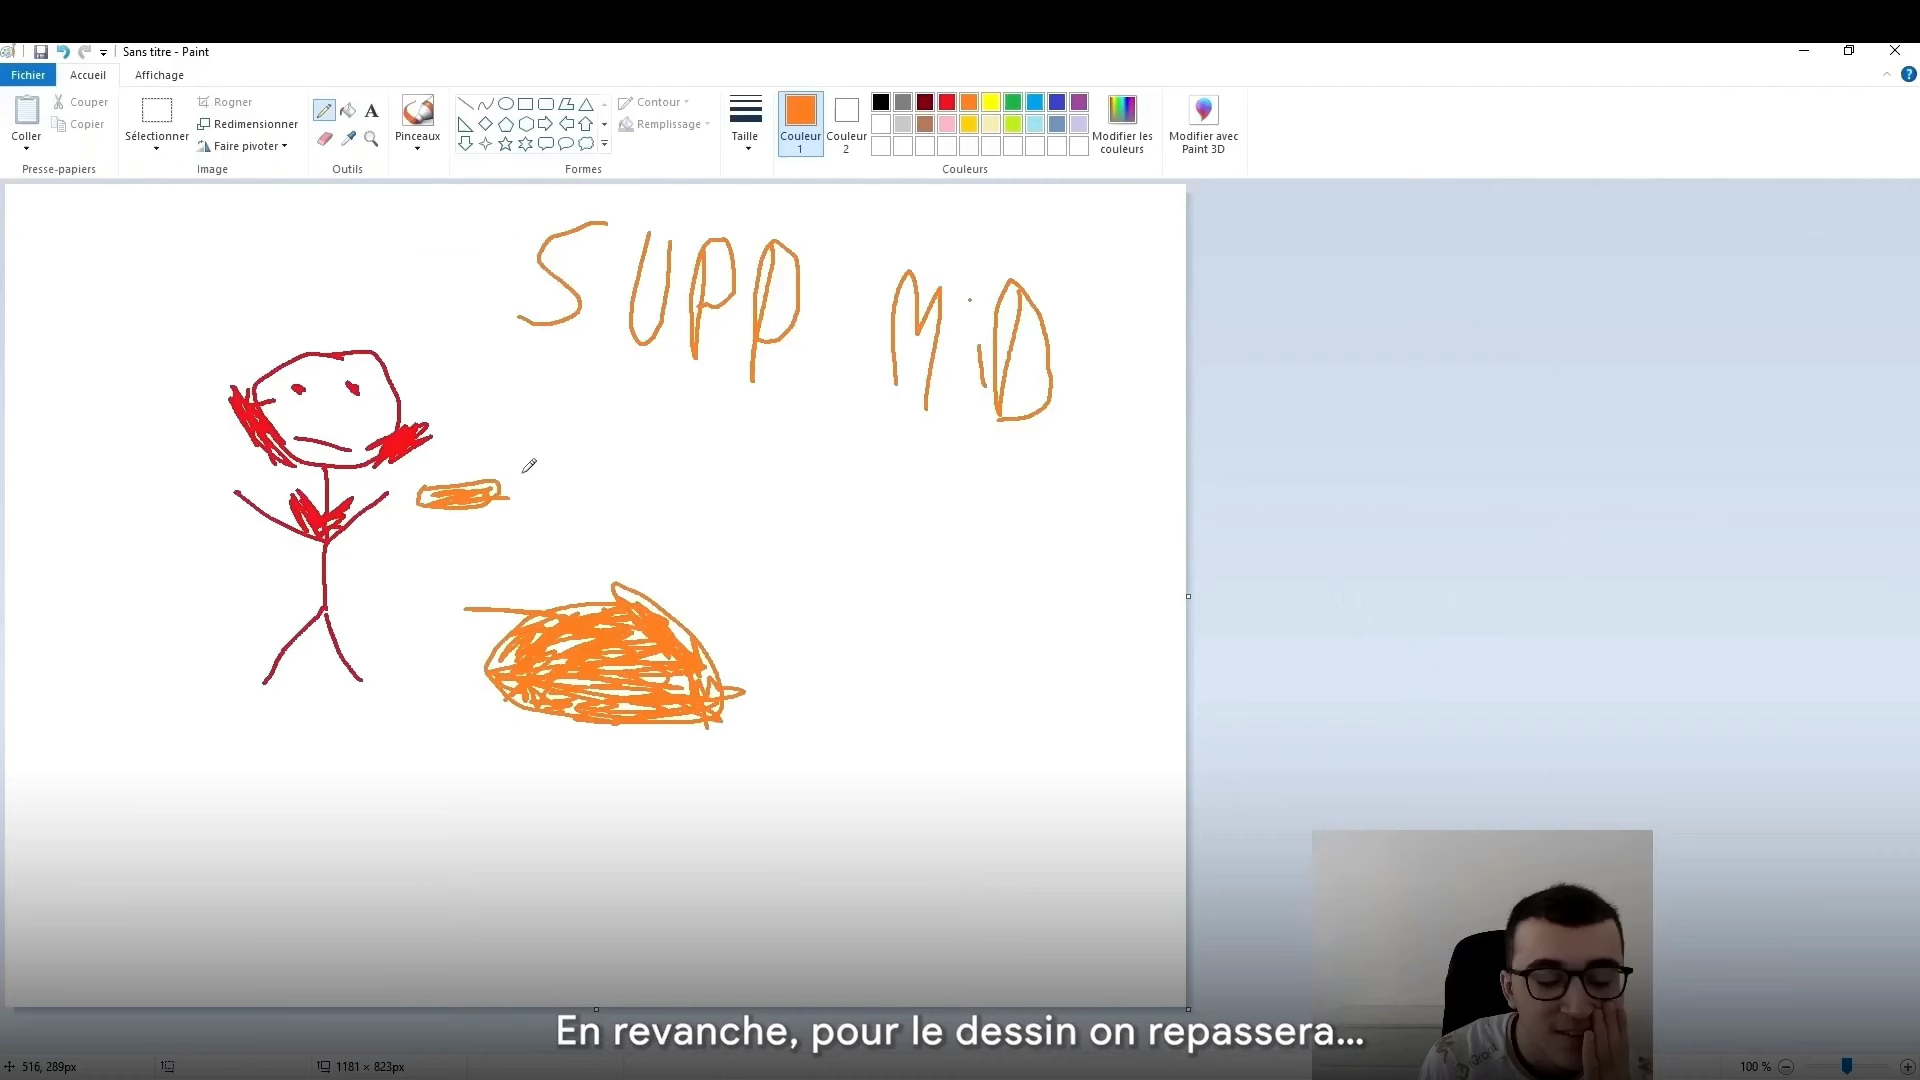 Sans titre - Paint
Fichier Accueil Affichage
Couper
Copier
Coller
Presse-papiers
Sélectionner
Rogner
Redimensionner
Faire pivoter
Image
A
Outils
Pinceaux
Contour
Remplissage
Formes
Taille
Couleur 1
Couleur 2
Couleurs
Modifier les couleurs
Modifier avec Paint 3D
SUPP MiD
En revanche, pour le dessin on repassera...
516, 289px
1181 × 823px
100 %